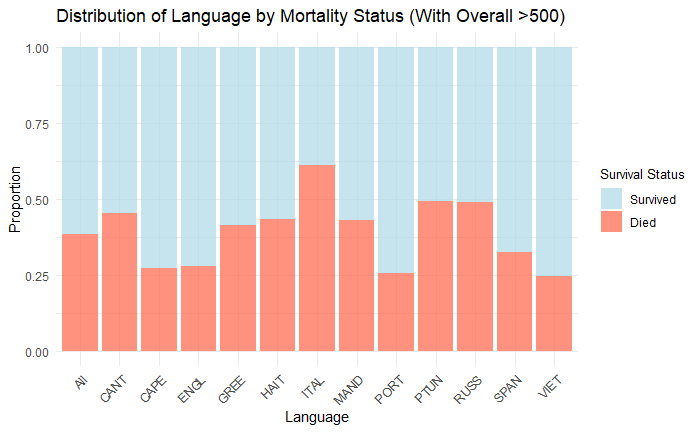 Distribution of Language by Mortality Status (With Overall >500)
1.00
0.75
0.50
0.25
0.00
Proportion
All
CANT
CAPE
ENGL
GREE
HAIT
ITAL
MAND
PORT
PTUN
RUSS
SPAN
VIET
Language
Survival Status
Survived
Died